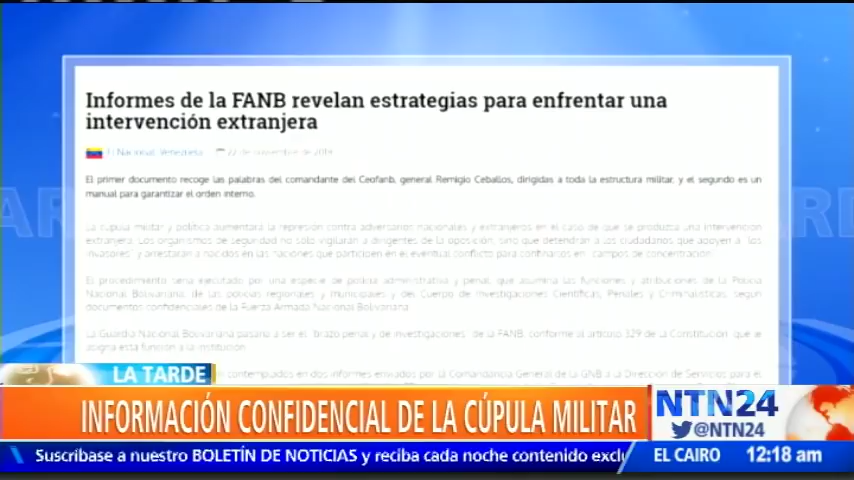 Informes de la FANB revelan estrategias para enfrentar una
intervención extranjera
El Nacional, Venezuela 22 de noviembre de
El primer documento recoge las palabras del comandante del Ceofanb, general Remigio Ceballos, dirigidas a toda la estructura militar, y el segundo es un
manual para garantizar el orden interno.
La cúpula militar y política aumentará la represión contra adversarios nacionales y extranjeros en el caso de que se produzca una intervención
extranjera. Los organismos de seguridad no solo vigilarán a dirigentes de la oposición, sino que detendrán a los ciudadanos que apoyen a los
invasores y arrestarán a nacidos en las naciones que participen en el eventual conflicto para confinarlos en campos de concentración.
El procedimiento será ejecutado por una especie de policía administrativa y penal que asumirá las funciones y atribuciones de la Policía
Nacional Bolivariana, de las policías regionales y municipales y del Cuerpo de Investigaciones Científicas, Penales y Criminalísticas, según
documentos confidenciales de la Fuerza Armada Nacional Bolivariana.
La Guardia Nacional Bolivariana pasaría a ser el brazo penal y de investigaciones de la FANB, conforme al artículo 329 de la Constitución, que le
asigna esta función a la institución.
contemplados en dos informes enviados por la Comandancia General de la GNB a la Dirección de Servicios para el
LA TARDE
INFORMACIÓN CONFIDENCIAL DE LA CÚPULA MILITAR
NTN24
@NTN24
Suscríbase a nuestro BOLETÍN DE NOTICIAS y reciba cada noche contenido exclu
EL CAIRO 12:18 am